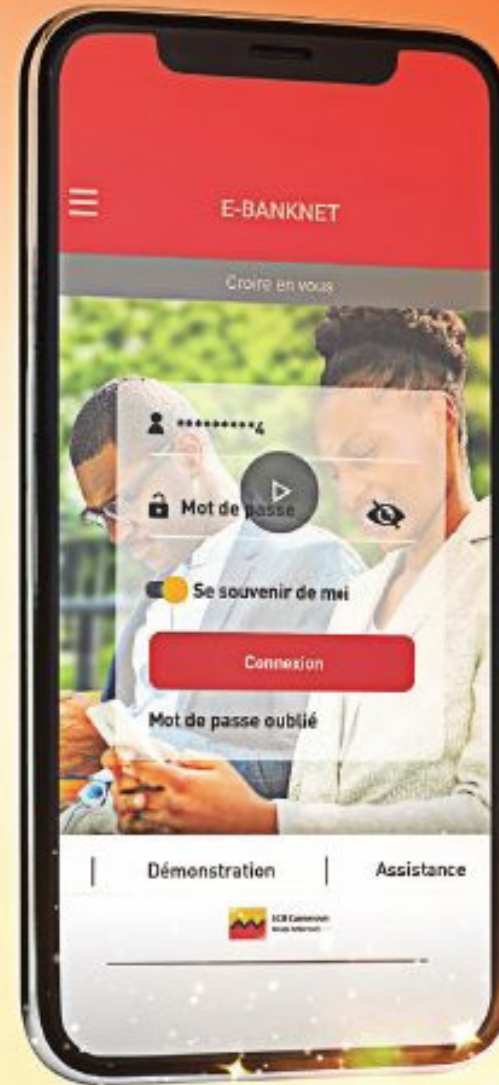 E-BANKNET
Croire en vous
*********4
Mot de passe
Se souvenir de moi
Connexion
Mot de passe oublié
| Démonstration | Assistance
SCB Cameroun